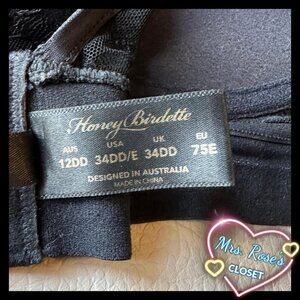 Honey Birdette
AUS USA UK EU
12DD 34DD/E 34DD 75E
DESIGNED IN AUSTRALIA
MADE IN CHINA
Mrs. Rose's
CLOSET